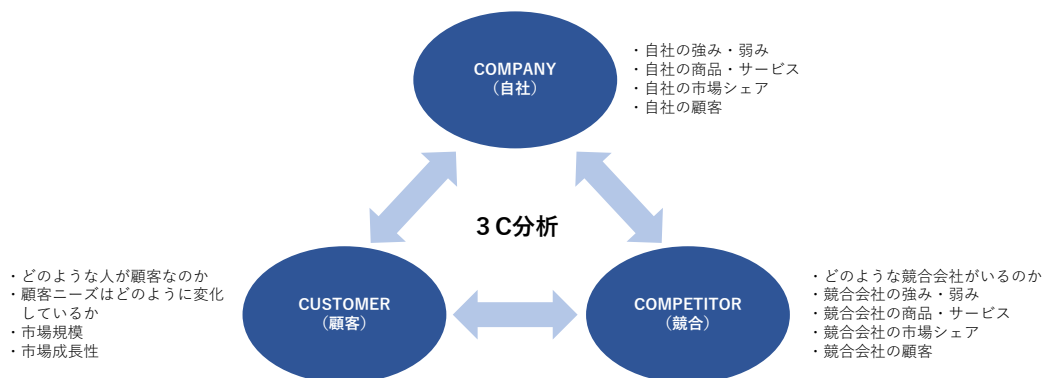 COMPANY
（自社）
・自社の強み・弱み
・自社の商品・サービス
・自社の市場シェア
・自社の顧客
３C分析
・どのような人が顧客なのか
・顧客ニーズはどのように変化
しているか
・市場規模
・市場成長性
CUSTOMER
（顧客）
COMPETITOR
（競合）
・どのような競合会社がいるのか
・競合会社の強み・弱み
・競合会社の商品・サービス
・競合会社の市場シェア
・競合会社の顧客